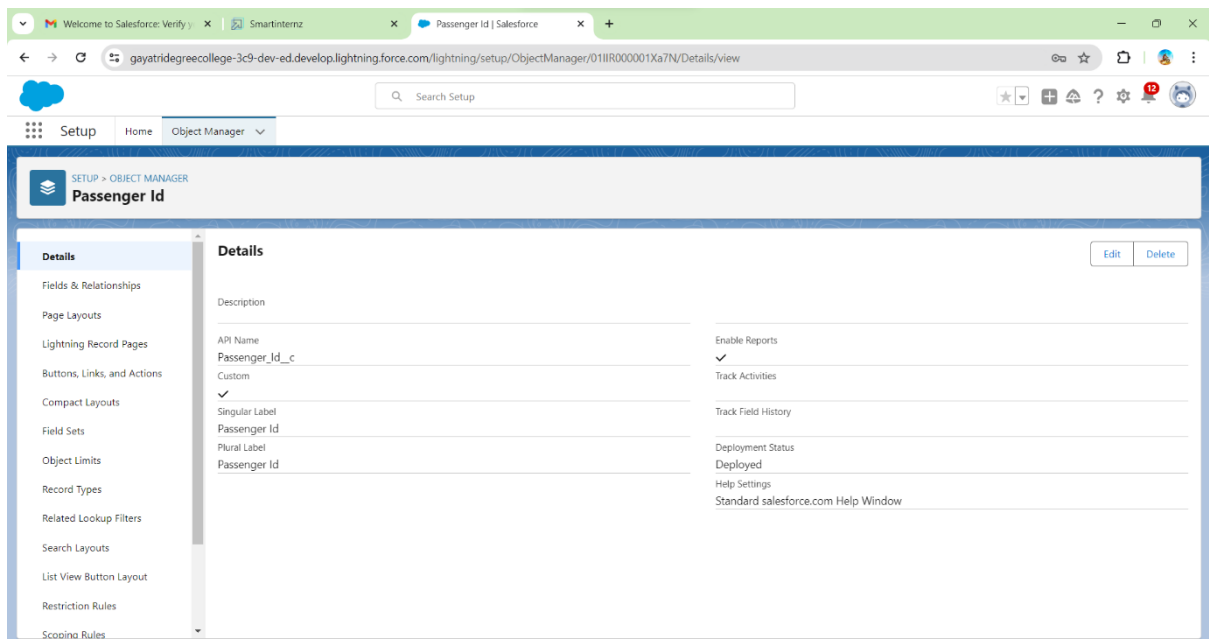 Welcome to Salesforce: Verify y
Smartinternz
Passenger Id | Salesforce
gayatridegreecollege-3c9-dev-ed.develop.lightning.force.com/lightning/setup/ObjectManager/01IIR000001Xa7N/Details/view
Search Setup
12
Setup
Home
Object Manager
SETUP > OBJECT MANAGER
Passenger Id
Details
Fields & Relationships
Page Layouts
Lightning Record Pages
Buttons, Links, and Actions
Compact Layouts
Field Sets
Object Limits
Record Types
Related Lookup Filters
Search Layouts
List View Button Layout
Restriction Rules
Scoping Rules
Details
Edit
Delete
Description
API Name
Passenger_Id__c
Custom
Singular Label
Passenger Id
Plural Label
Passenger Id
Enable Reports
Track Activities
Track Field History
Deployment Status
Deployed
Help Settings
Standard salesforce.com Help Window